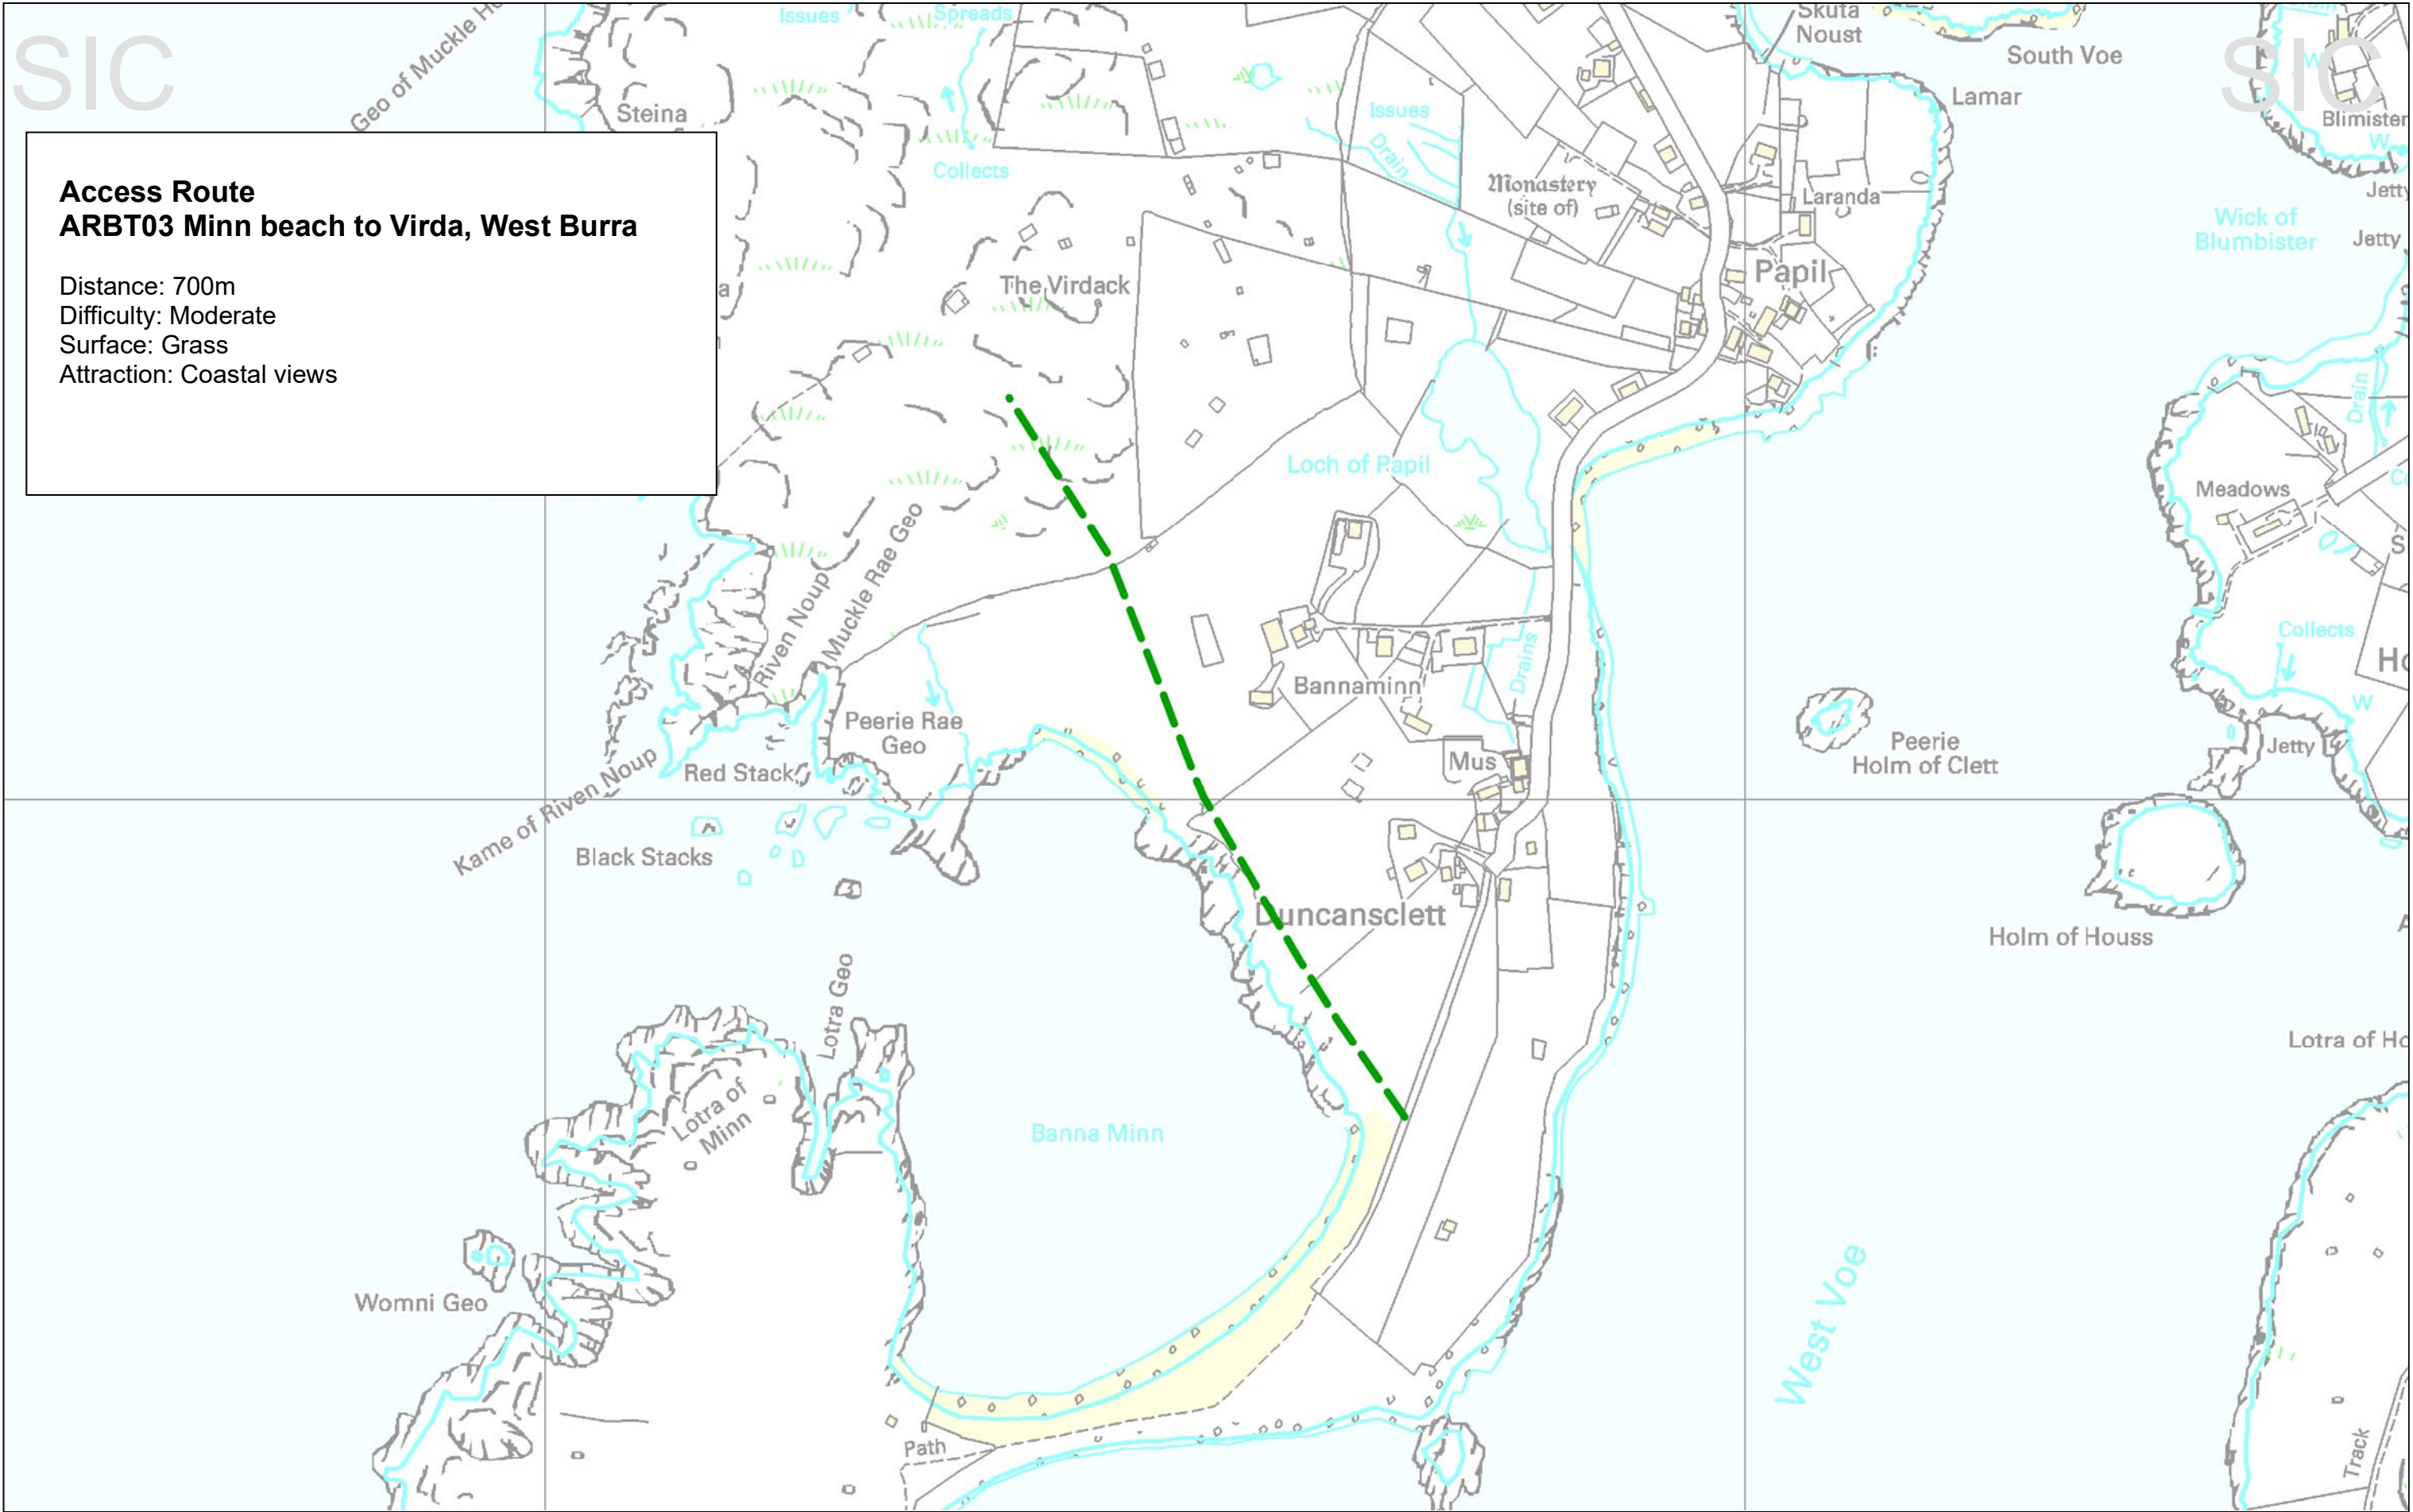 SIC
SIC
Access Route
ARBT03 Minn beach to Virda, West Burra
Distance: 700m
Difficulty: Moderate
Surface: Grass
Attraction: Coastal views
Issues
Spreads
Skuta
Noust
South Voe
Lamar
Steina
Collects
Issues
Drain
Monastery
(site of)
Laranda
Blimister
W
W
Jetty
Wick of
Blumbister
Jetty
Papil
The Virdack
Loch of Papil
Drain
Meadows
Muckle Rae Geo
Riven Noup
Peerie Rae
Geo
Bannaminn
Drains
Collects
W
Peerie
Holm of Clett
Jetty
Mus
Red Stack
Kame of Riven Noup
Black Stacks
Duncansclett
Holm of Houss
Lotra Geo
Lotra of
Minn
Banna Minn
Womni Geo
West Voe
Path
Track